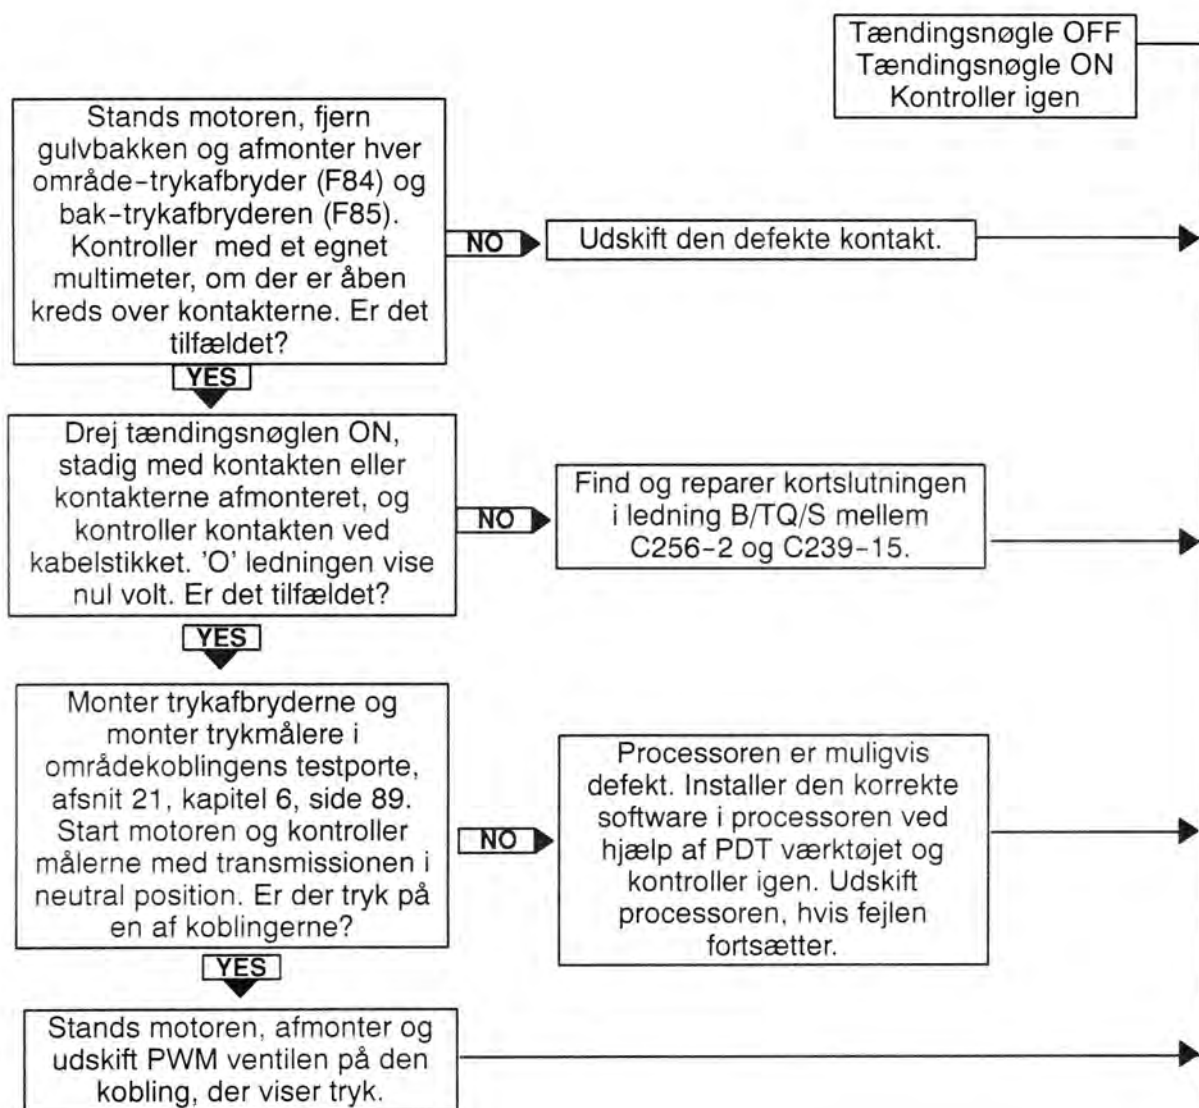 Tændingsnøgle OFF
Tændingsnøgle ON
Kontroller igen
Stands motoren, fjern
gulvbakken og afmonter hver
område-trykafbryder (F84) og
bak-trykafbryderen (F85).
Kontroller med et egnet
multimeter, om der er åben
kreds over kontakterne. Er det
tilfældet?
NO
Udskift den defekte kontakt.
YES
Drej tændingsnøglen ON,
stadig med kontakten eller
kontakterne afmonteret, og
kontroller kontakten ved
kabelstikket. 'O' ledningen vise
nul volt. Er det tilfældet?
NO
Find og reparer kortslutningen
i ledning B/TQ/S mellem
C256-2 og C239-15.
YES
Monter trykafbryderne og
monter trykmålere i
områdekoblingens testporte,
afsnit 21, kapitel 6, side 89.
Start motoren og kontroller
målerne med transmissionen i
neutral position. Er der tryk på
en af koblingerne?
NO
Processoren er muligvis
defekt. Installer den korrekte
software i processoren ved
hjælp af PDT værktøjet og
kontroller igen. Udskift
processoren, hvis fejlen
fortsætter.
YES
Stands motoren, afmonter og
udskift PWM ventilen på den
kobling, der viser tryk.